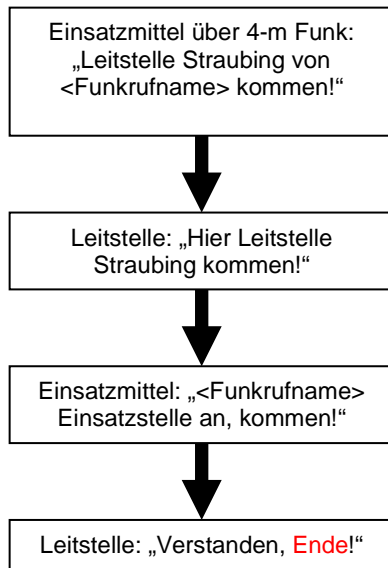 Einsatzmittel über 4-m Funk:
„Leitstelle Straubing von
<Funkrufname> kommen!“
Leitstelle: „Hier Leitstelle
Straubing kommen!“
Einsatzmittel: „<Funkrufname>
Einsatzstelle an, kommen!“
Leitstelle: „Verstanden, Ende!“